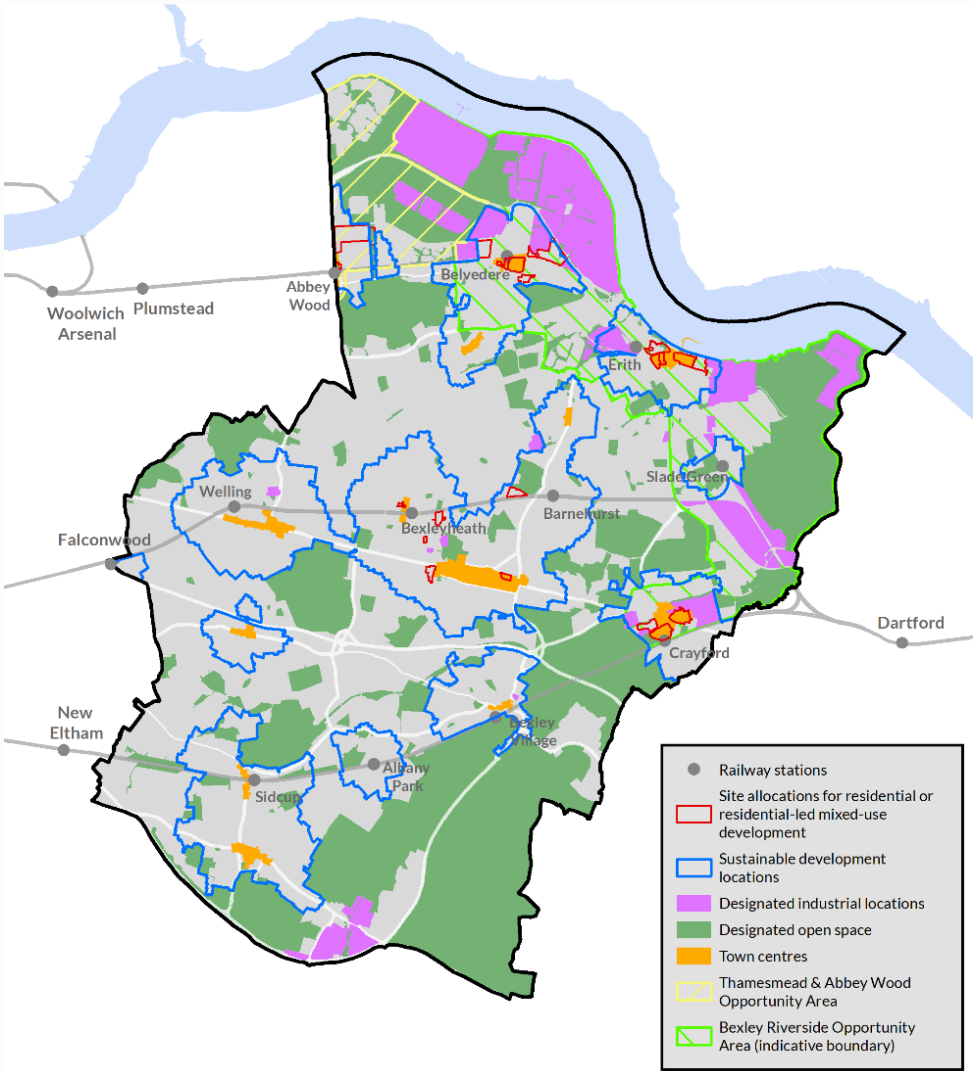 Belvedere
Abbey
Wood
Woolwich
Arsenal
Plumstead
Erith
Slade Green
Welling
Bexleyheath
Barnehurst
Falconwood
Dartford
Crayford
New
Eltham
Bexley
Village
Albany
Park
Sidcup
Railway stations
Site allocations for residential or
residential-led mixed-use
development
Sustainable development
locations
Designated industrial locations
Designated open space
Town centres
Thamesmead & Abbey Wood
Opportunity Area
Bexley Riverside Opportunity
Area (indicative boundary)